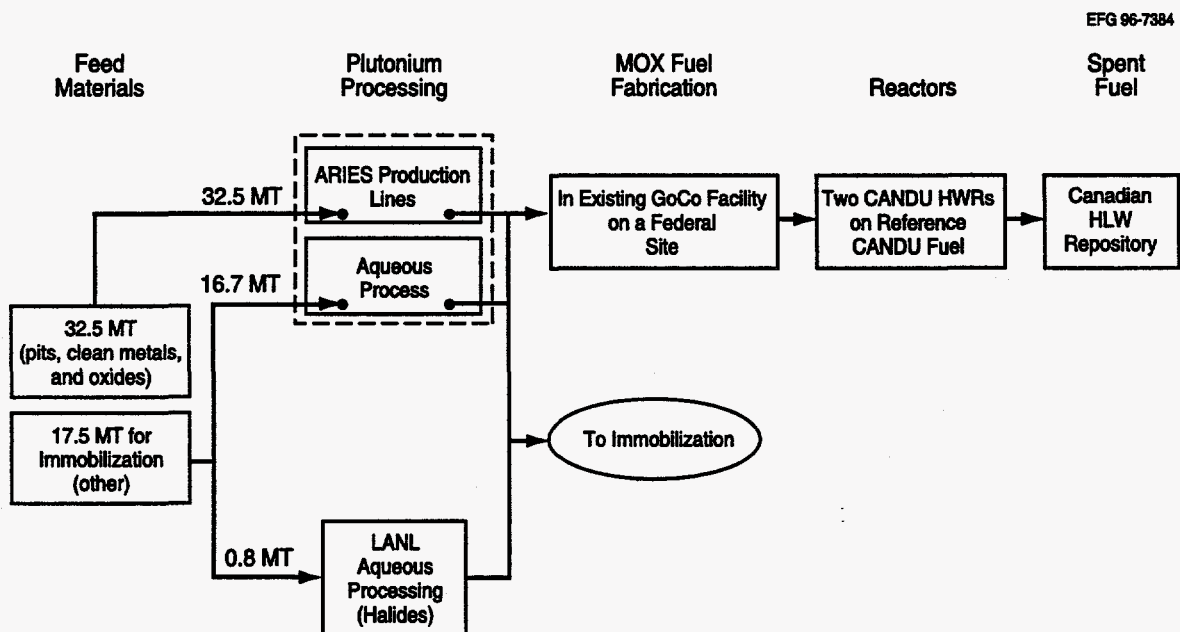 EFG 96-7384
Feed
Materials
Plutonium
Processing
MOX Fuel
Fabrication
Reactors
Spent
Fuel
32.5 MT
ARIES Production
Lines
In Existing GoCo Facility
on a Federal
Site
Two CANDU HWRs
on Reference
CANDU Fuel
Canadian
HLW
Repository
16.7 MT
Aqueous
Process
32.5 MT
(pits, clean metals,
and oxides)
17.5 MT for
Immobilization
(other)
To Immobilization
0.8 MT
LANL
Aqueous
Processing
(Halides)